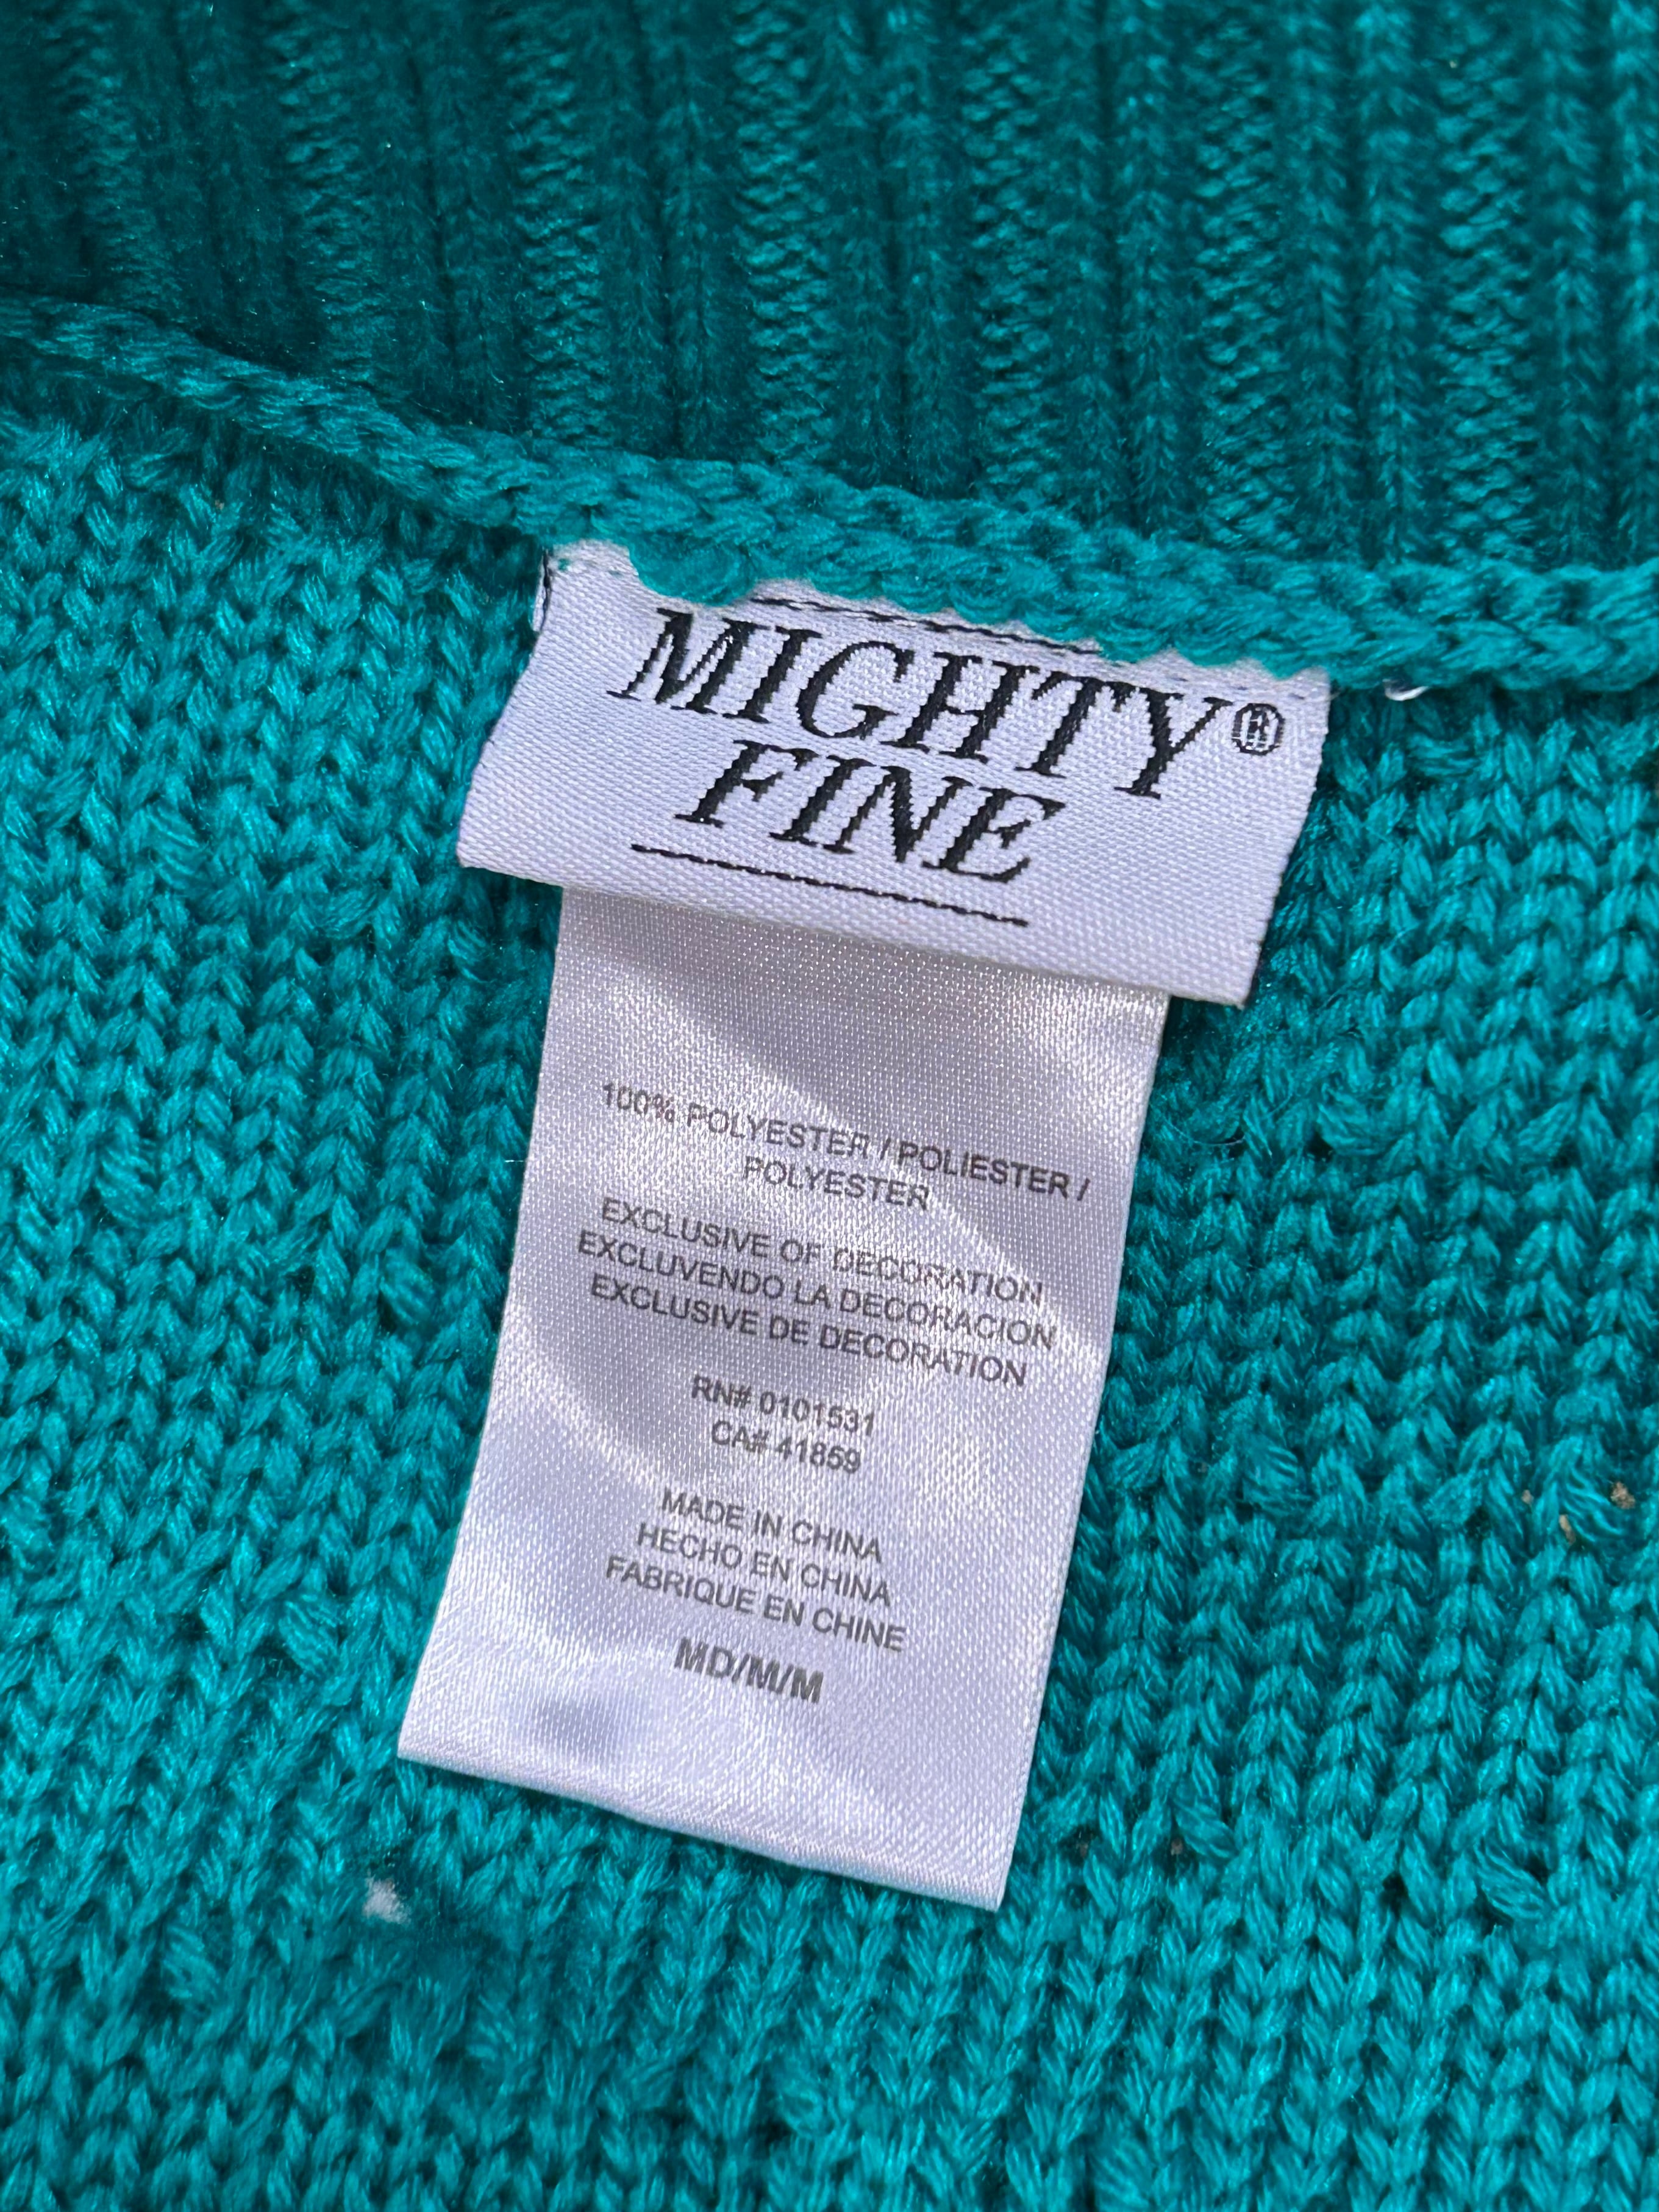 MIGHTY®
FINE
100% POLYESTER / POLIESTER /
POLYESTER
EXCLUSIVE OF DECORATION
EXCLUVENDO LA DECORACION
EXCLUSIVE DE DECORATION
RN# 0101531
CA# 41859
MADE IN CHINA
HECHO EN CHINA
FABRIQUE EN CHINE
MD/M/M